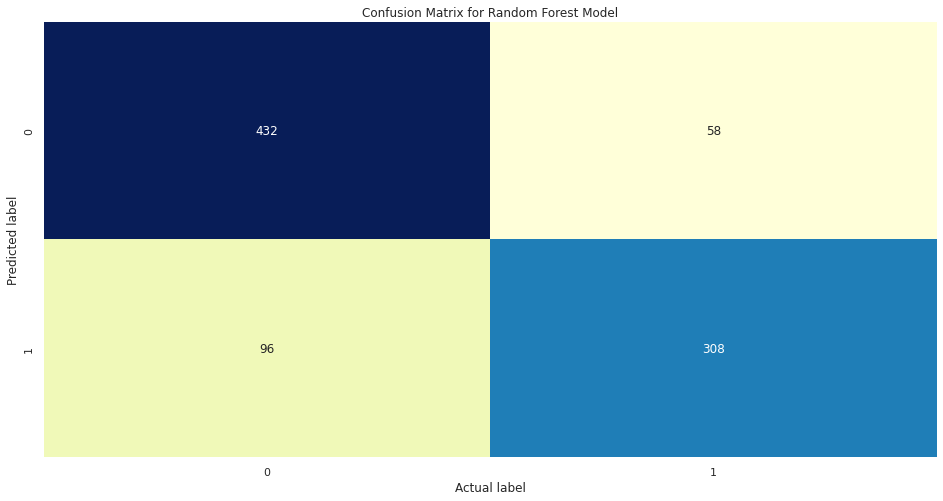 Confusion Matrix for Random Forest Model
Predicted label
0
432
58
1
96
308
0
1
Actual label